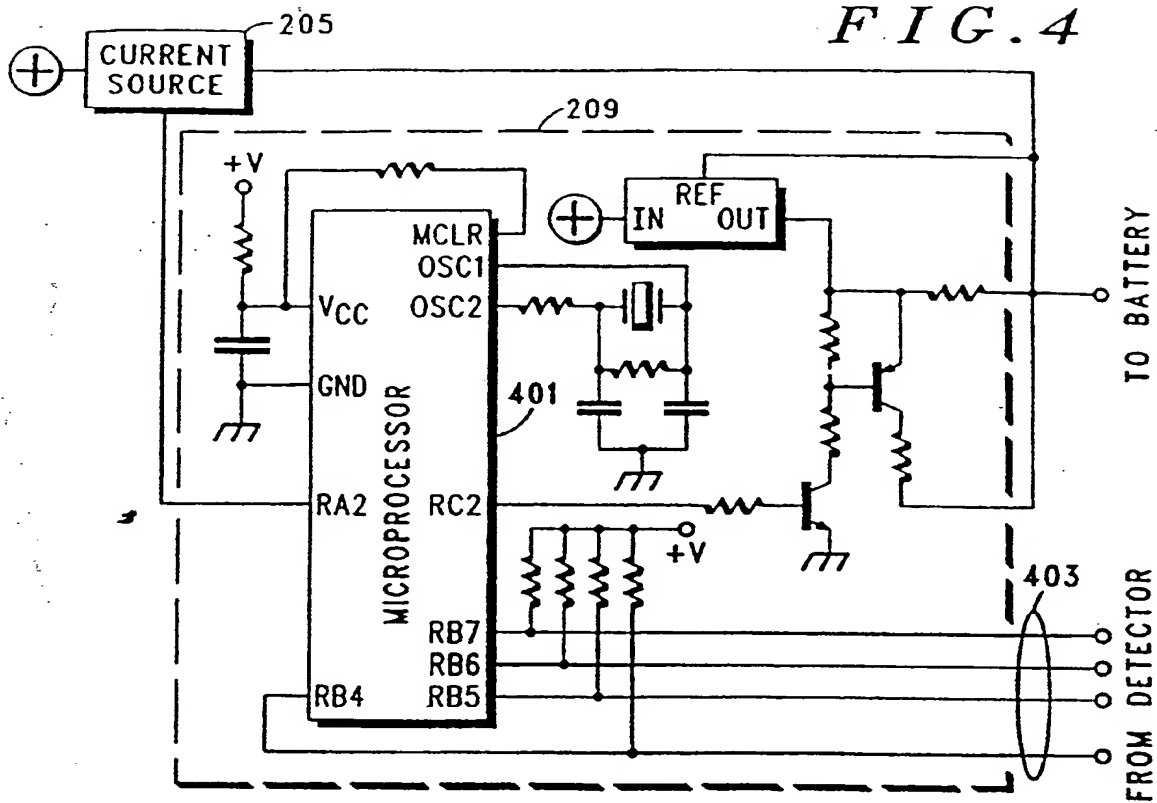 FIG.4
205
CURRENT
SOURCE
209
+V
REF
IN OUT
MCLR
OSC1
VCC OSC2
GND
401
MICROPROCESSOR
RA2 RC2
+V
403
RB7
RB6
RB4 RB5
TO BATTERY
FROM DETECTOR